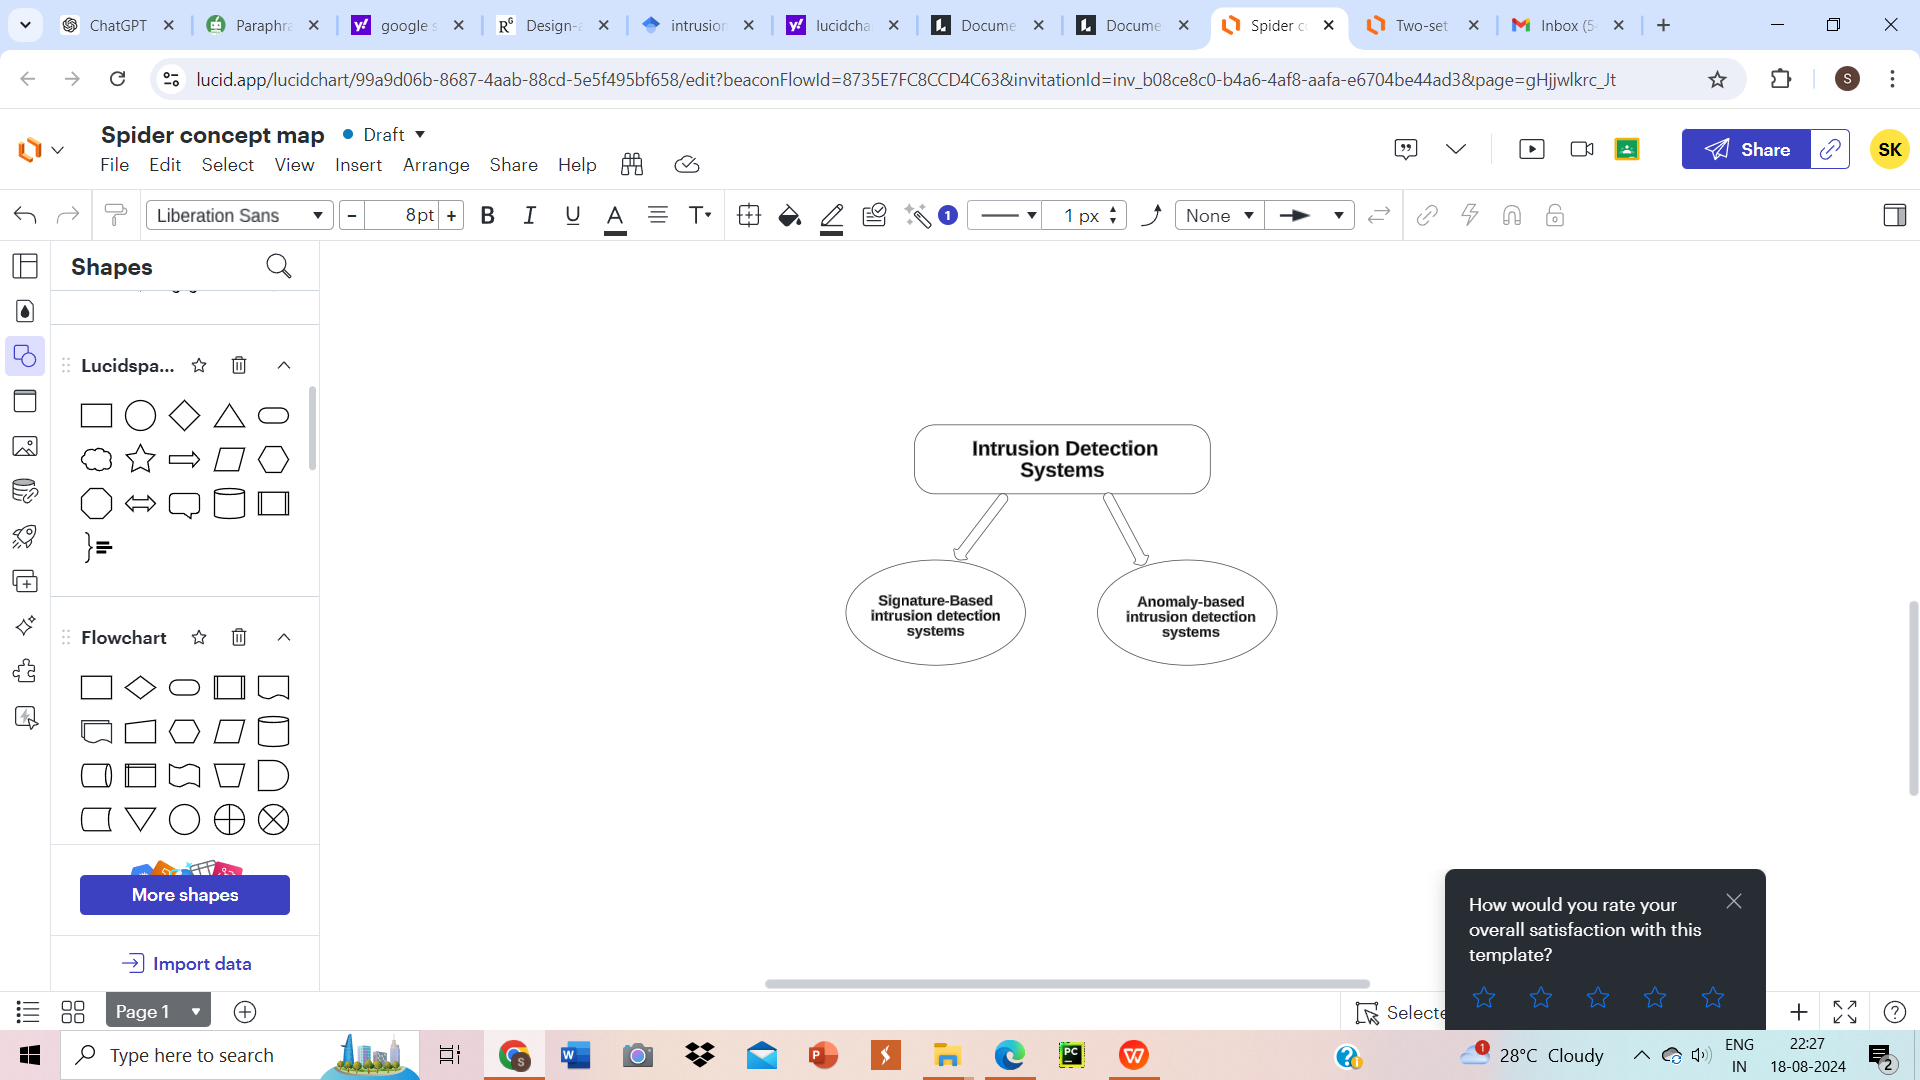 ChatGPT
Paraphra
google s
Design-a
intrusion
lucidcha
Docume
Docume
Spider co
Two-set
Inbox (5
lucid.app/lucidchart/99a9d06b-8687-4aab-88cd-5e5f495bf658/edit?beaconFlowId=8735E7FC8CCD4C63&invitationId=inv_b08ce8c0-b4a6-4af8-aafa-e6704be44ad3&page=gHjjwlkrc_Jt
S
Spider concept map
Draft
File Edit Select View Insert Arrange Share Help
Share
SK
Liberation Sans
- 8pt +
B I U A T
1
1 px
None
Shapes
Lucidspa...
Flowchart
More shapes
Import data
Intrusion Detection
Systems
Signature-Based
intrusion detection
systems
Anomaly-based
intrusion detection
systems
How would you rate your
overall satisfaction with this
template?
Page 1
Selecte
Type here to search
28°C Cloudy
ENG
IN
22:27
18-08-2024
2